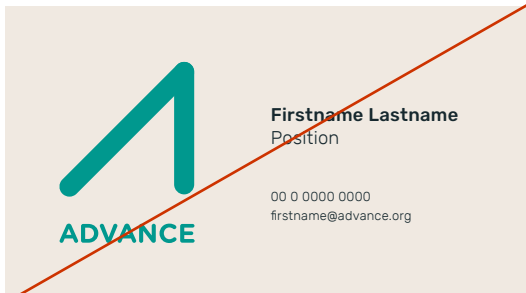 ADVANCE
Firstname Lastname
Position
00 0 0000 0000
firstname@advance.org